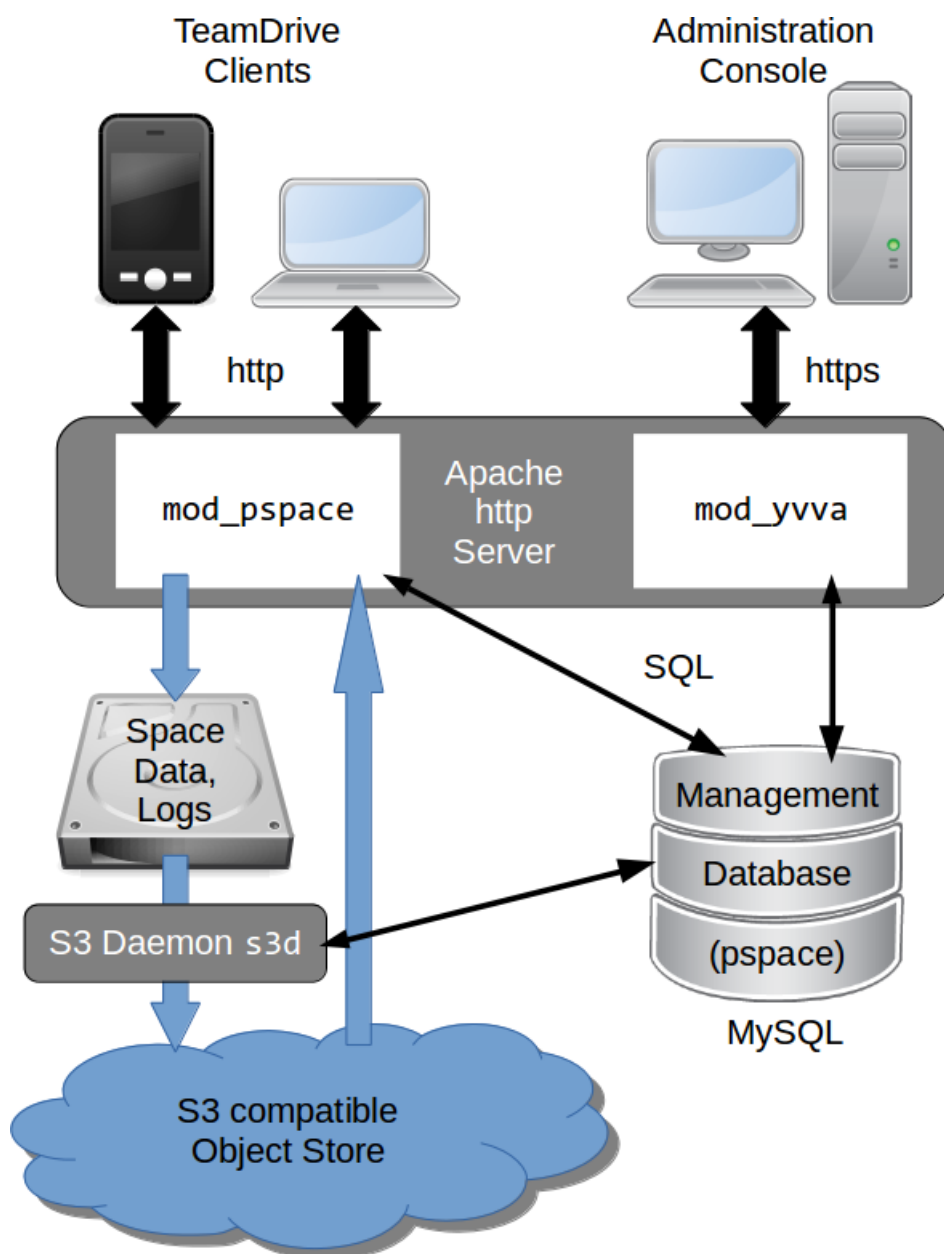 TeamDrive
Clients
Administration
Console
http
https
mod_pspace
Apache
http
Server
mod_yvva
SQL
Space
Data,
Logs
Management
Database
(pspace)
MySQL
S3 Daemon s3d
S3 compatible
Object Store